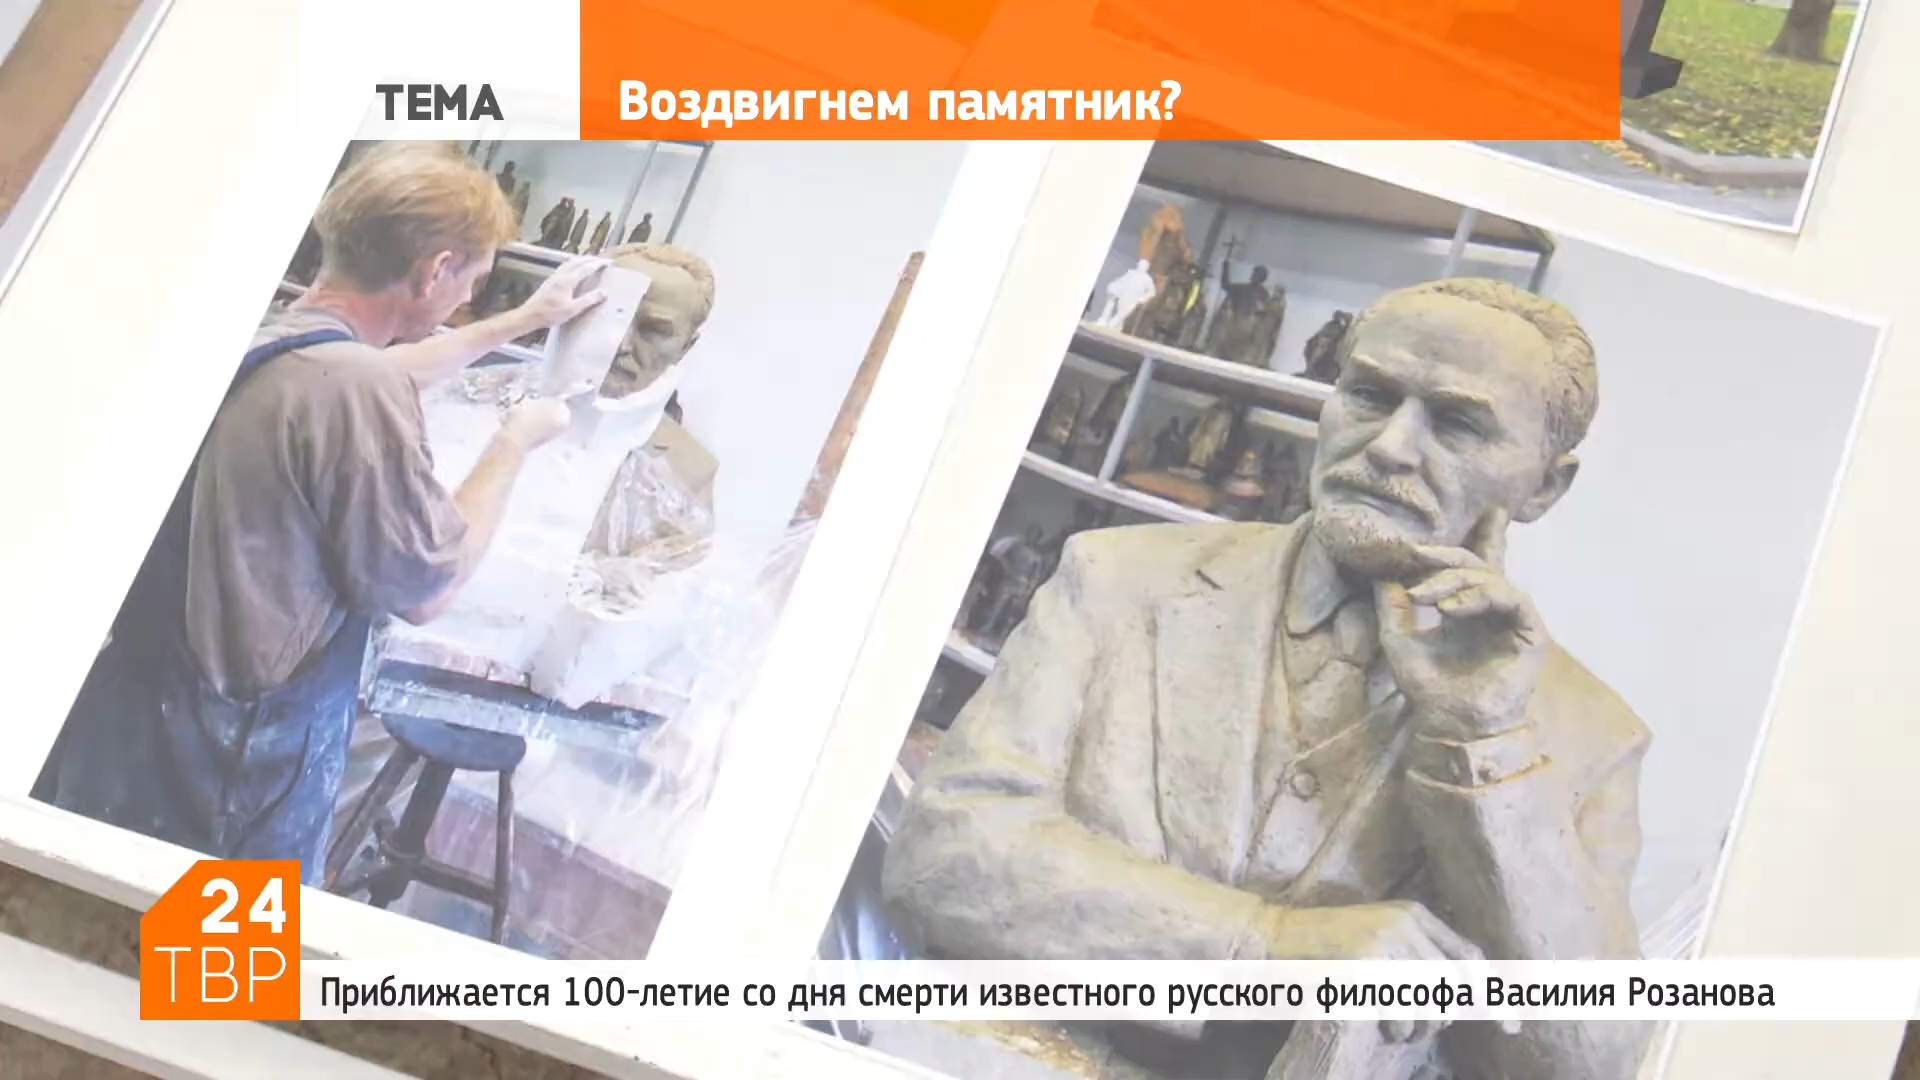 ТЕМА
Воздвигнем памятник?
24
ТВР
Приближается 100-летие со дня смерти известного русского философа Василия Розанова